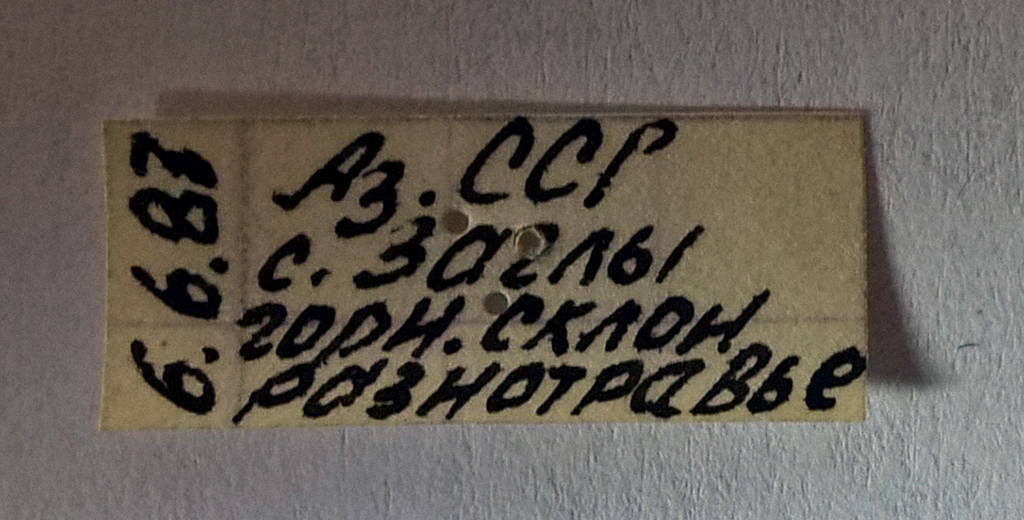 Аз. ССР
с. Заглы
горн. склон
разнотравье
6.6.87